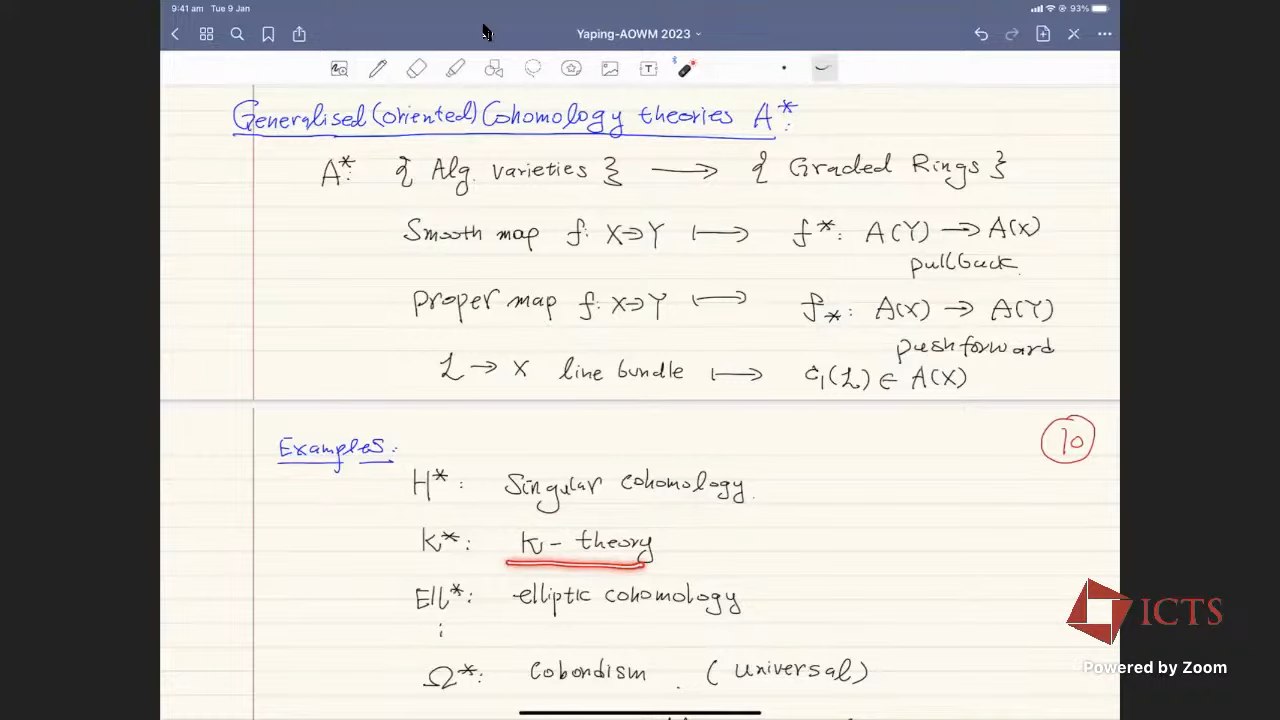 9:41 am Tue 9 Jan
93%
Yaping-AOWM 2023
Generalised (oriented) Cohomology theories A*:
A*: { Alg. varieties } ⟶ { Graded Rings }
Smooth map f: X → Y ⟼ f*: A(Y) → A(X)
pullback
Proper map f: X → Y ⟼ f_*: A(X) → A(Y)
pushforward
L → X line bundle ⟼ c₁(L) ∈ A(X)
Examples:
10
H*: Singular cohomology.
K*: K-theory
Ell*: elliptic cohomology
⋮
Ω*: Cobondism. (universal)
ICTS
Powered by Zoom